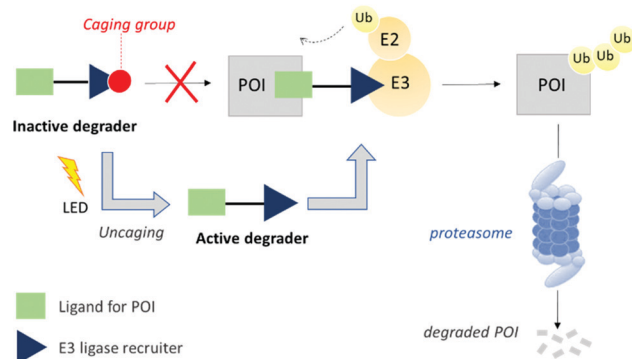 Caging group
Inactive degrader
POI
Ub
E2
E3
POI
Ub
Ub
Ub
LED
Uncaging
Active degrader
proteasome
Ligand for POI
E3 ligase recruiter
degraded POI